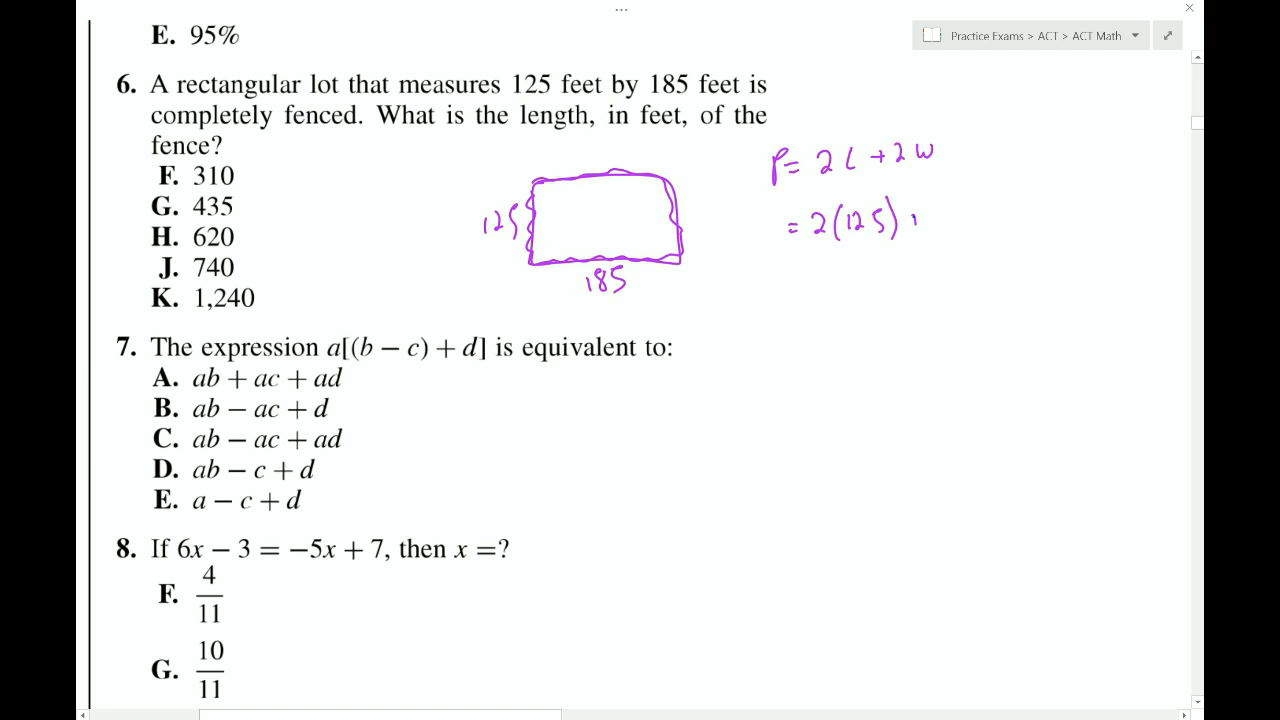 ...
Practice Exams > ACT > ACT Math
E. 95%
6. A rectangular lot that measures 125 feet by 185 feet is
completely fenced. What is the length, in feet, of the
fence?
F. 310
G. 435
H. 620
J. 740
K. 1,240
125
185
P = 2L + 2W
= 2(125)
7. The expression a[(b − c) + d] is equivalent to:
A. ab + ac + ad
B. ab − ac + d
C. ab − ac + ad
D. ab − c + d
E. a − c + d
8. If 6x − 3 = −5x + 7, then x =?
F. 4/11
G. 10/11